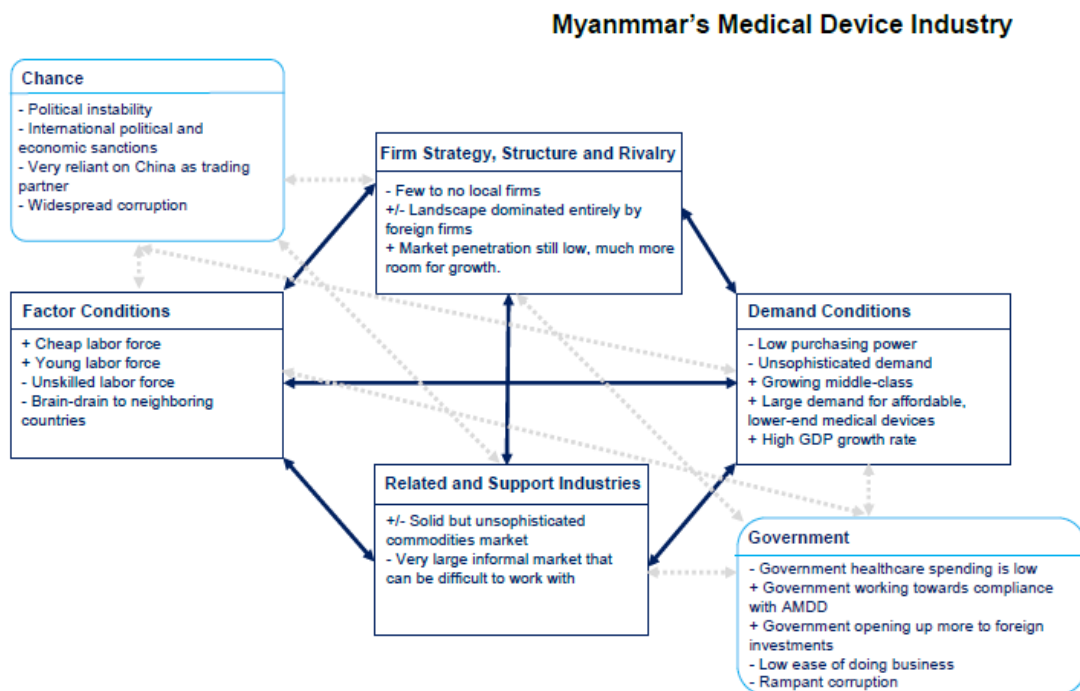 Myanmmar's Medical Device Industry
Chance
- Political instability
- International political and
economic sanctions
- Very reliant on China as trading
partner
- Widespread corruption
Firm Strategy, Structure and Rivalry
- Few to no local firms
+/- Landscape dominated entirely by
foreign firms
+ Market penetration still low, much more
room for growth.
Factor Conditions
+ Cheap labor force
+ Young labor force
- Unskilled labor force
- Brain-drain to neighboring
countries
Demand Conditions
- Low purchasing power
- Unsophisticated demand
+ Growing middle-class
+ Large demand for affordable,
lower-end medical devices
+ High GDP growth rate
Related and Support Industries
+/- Solid but unsophisticated
commodities market
- Very large informal market that
can be difficult to work with
Government
- Government healthcare spending is low
+ Government working towards compliance
with AMDD
+ Government opening up more to foreign
investments
- Low ease of doing business
- Rampant corruption